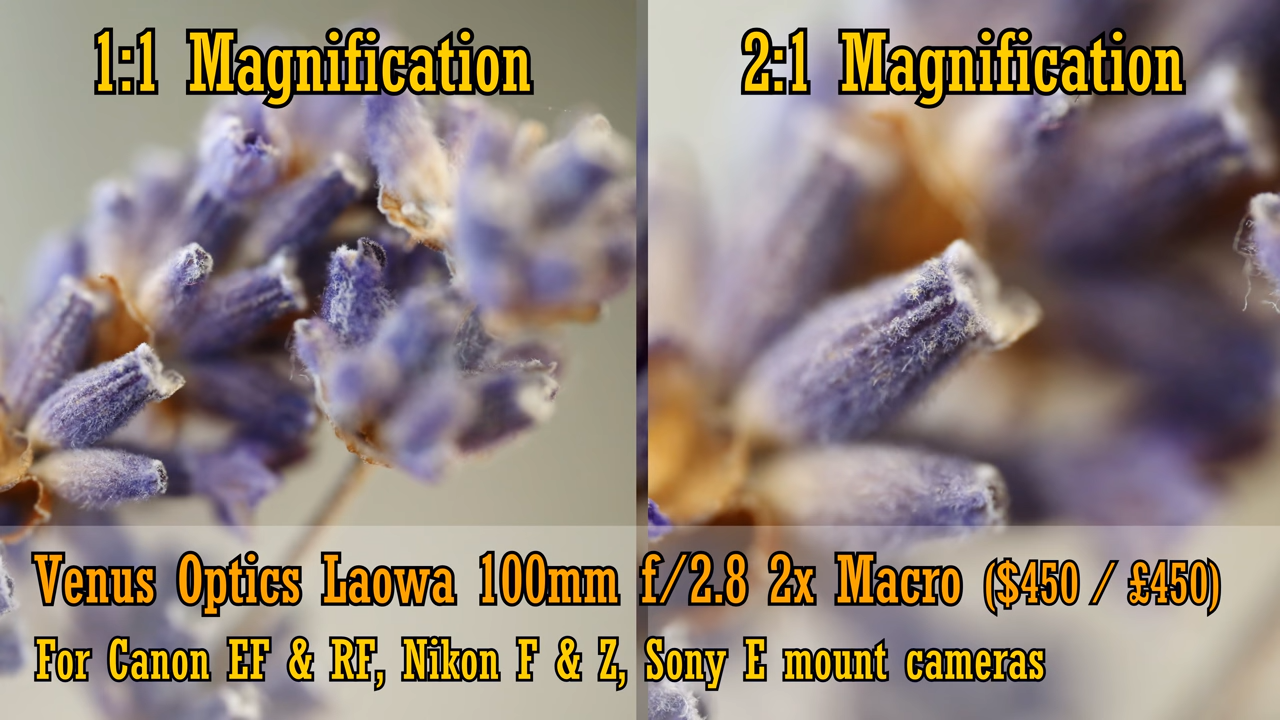 1:1 Magnification
2:1 Magnification
Venus Optics Laowa 100mm f/2.8 2x Macro ($450 / £450)
For Canon EF & RF, Nikon F & Z, Sony E mount cameras